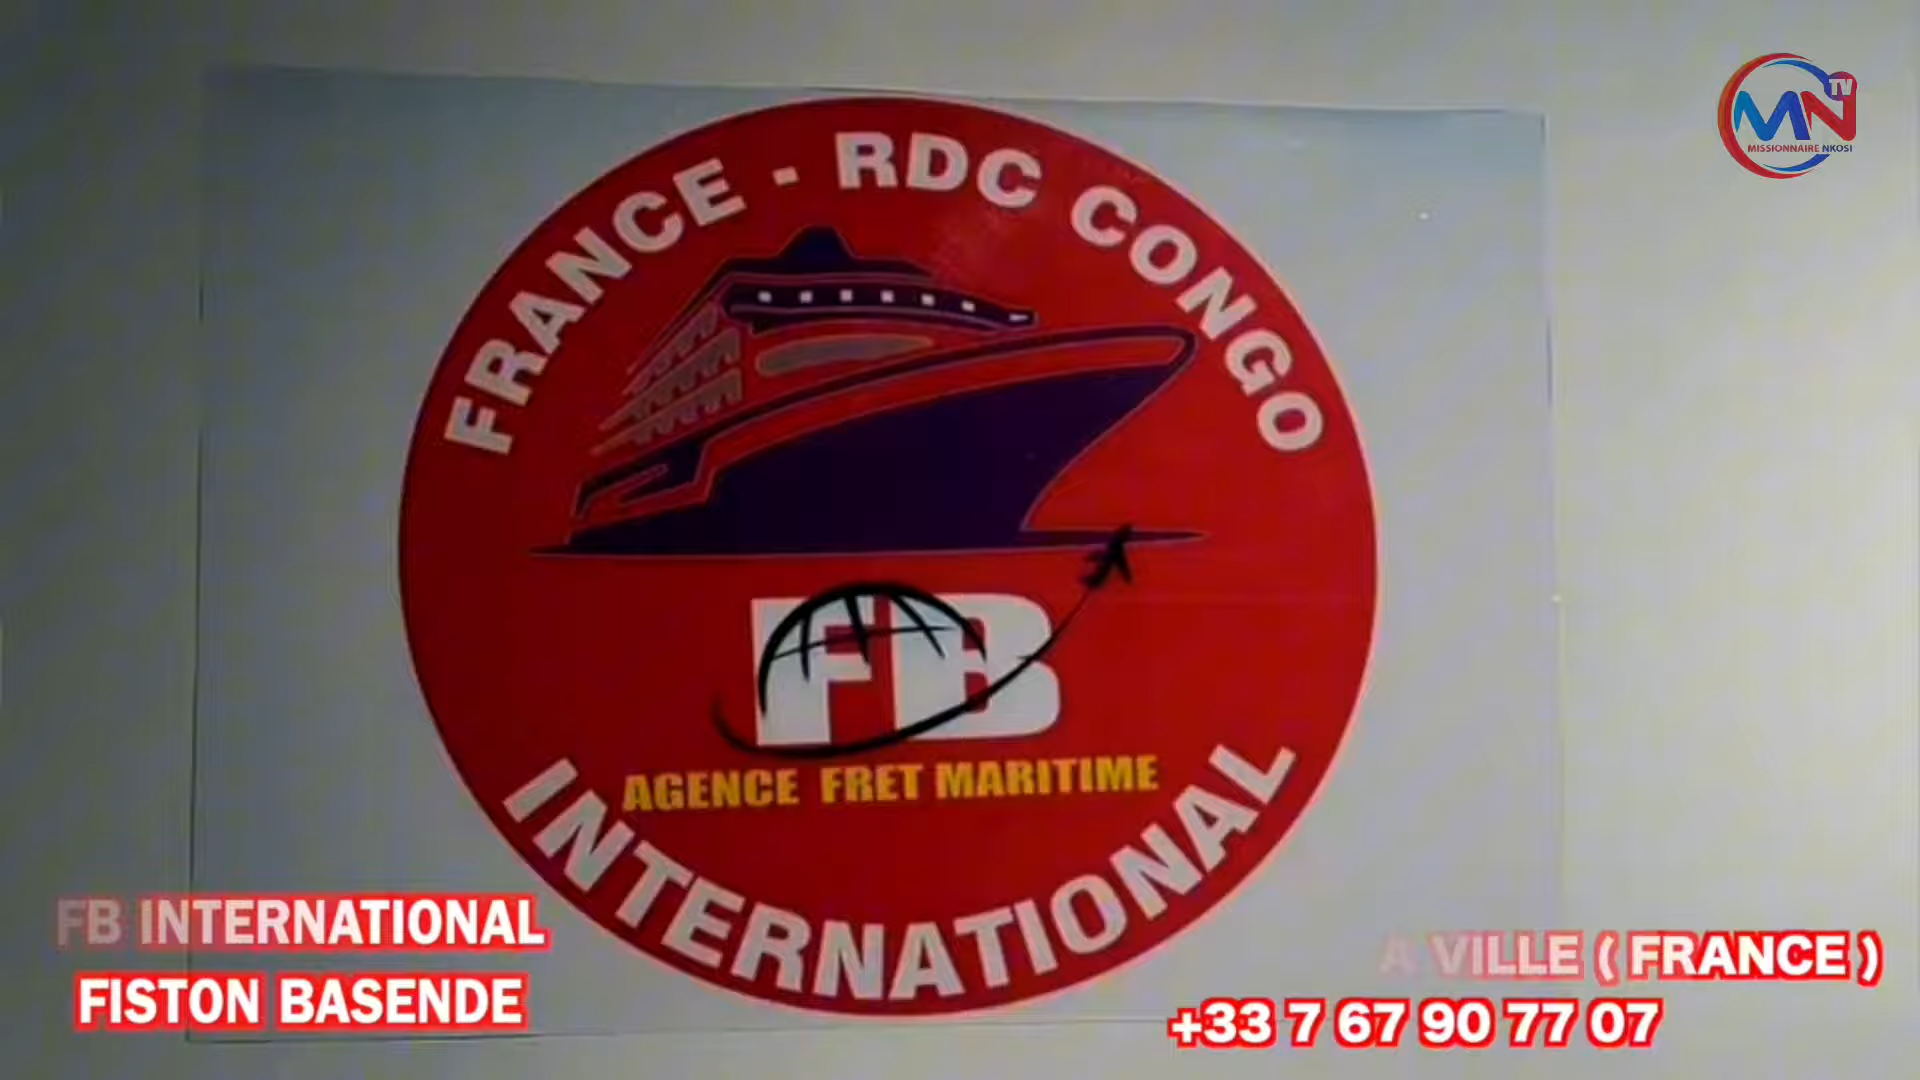 TV
MN
MISSIONNAIRE NKOSI
FRANCE - RDC CONGO
FB
AGENCE FRET MARITIME
INTERNATIONAL
FB INTERNATIONAL
FISTON BASENDE
VILLE ( FRANCE )
+33 7 67 90 77 07